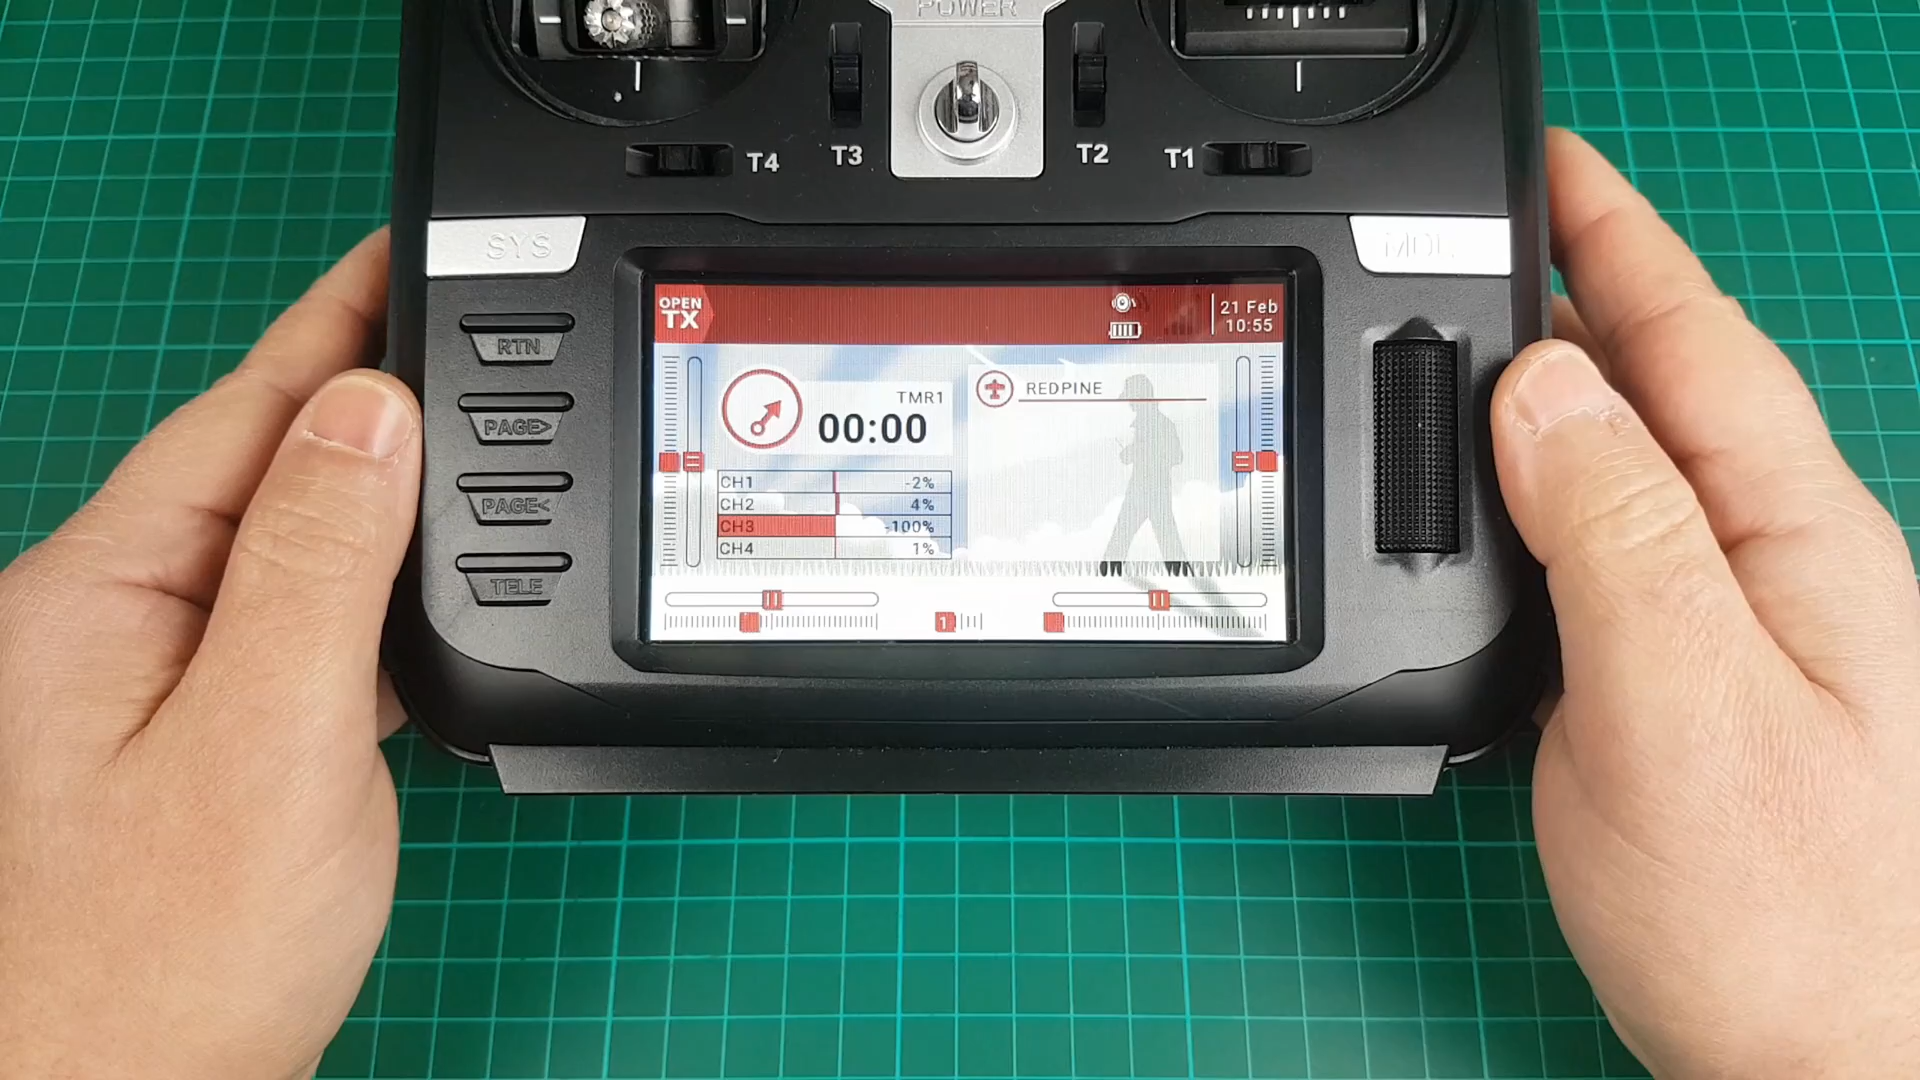 POWER
T4
T3
T2
T1
SYS
MDL
RTN
PAGE>
PAGE<
TELE
OPEN
TX
21 Feb
10:55
TMR1
00:00
REDPINE
CH1 -2%
CH2 4%
CH3 -100%
CH4 1%
1